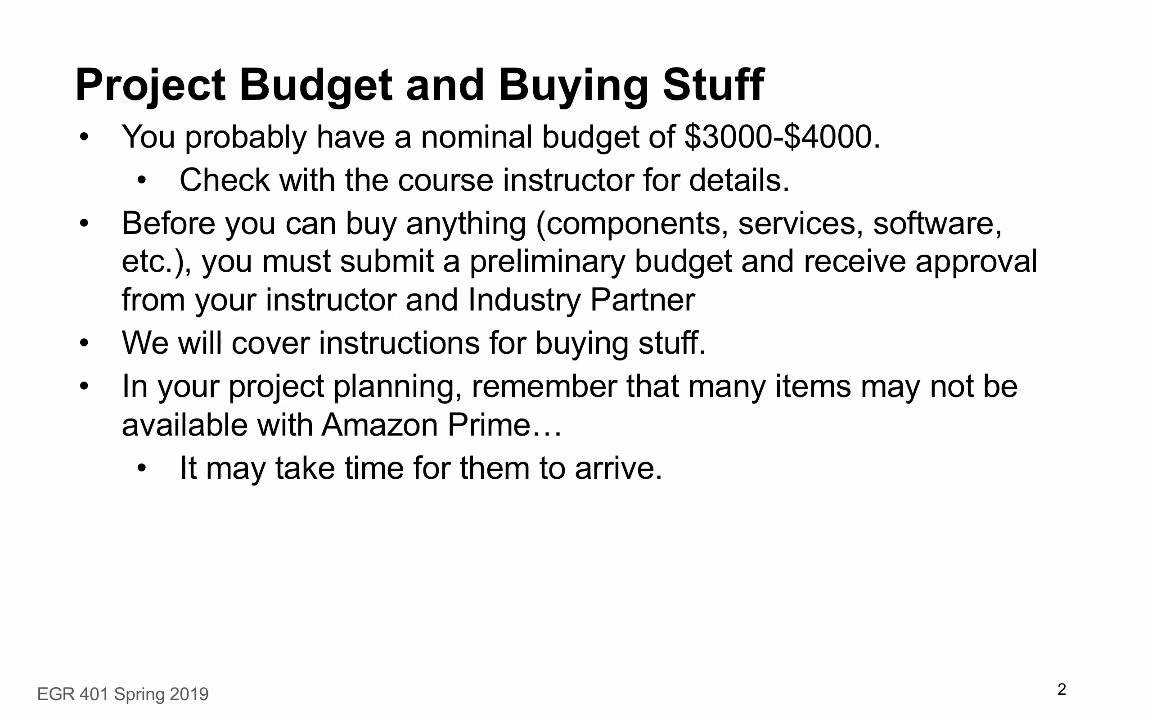 Project Budget and Buying Stuff
• You probably have a nominal budget of $3000-$4000.
• Check with the course instructor for details.
• Before you can buy anything (components, services, software,
etc.), you must submit a preliminary budget and receive approval
from your instructor and Industry Partner
• We will cover instructions for buying stuff.
• In your project planning, remember that many items may not be
available with Amazon Prime…
• It may take time for them to arrive.
EGR 401 Spring 2019
2